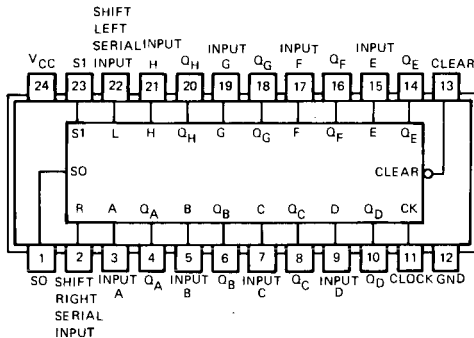 SHIFT
LEFT
VCC S1 SERIAL INPUT H QH INPUT G QG INPUT F QF INPUT E QE CLEAR
INPUT
24 23 22 21 20 19 18 17 16 15 14 13
S1 L H QH G QG F QF E QE
SO CLEAR
R A QA B QB C QC D QD CK
1 2 3 4 5 6 7 8 9 10 11 12
SO SHIFT INPUT QA INPUT QB INPUT QC INPUT QD CLOCK GND
RIGHT A B C D
SERIAL
INPUT